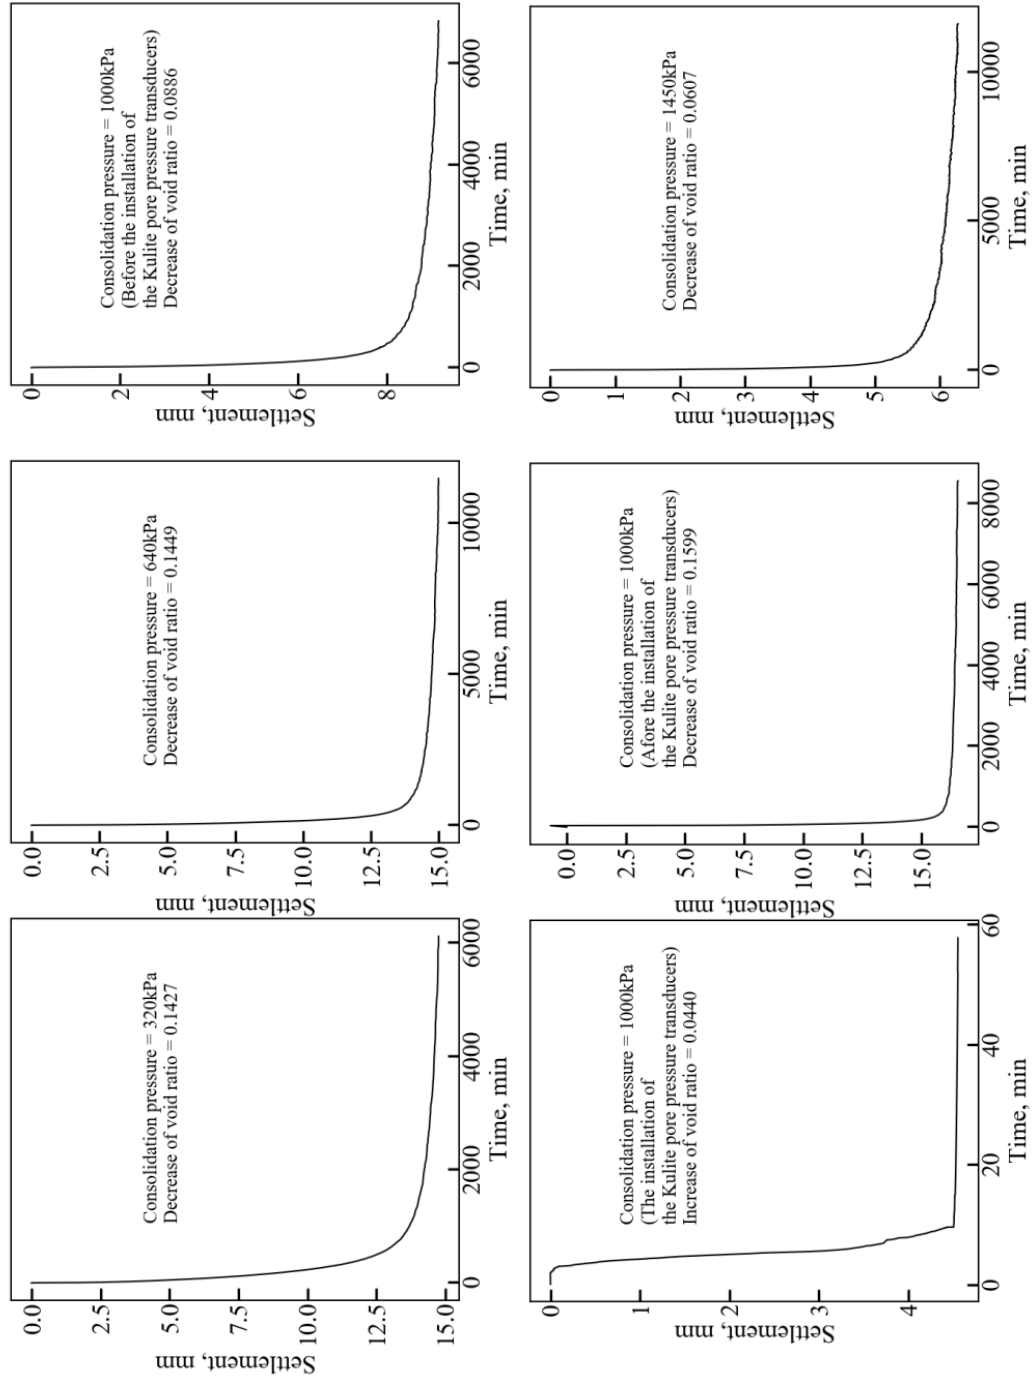 0.0
2.5
5.0
7.5
10.0
12.5
15.0
Settlement, mm
Consolidation pressure = 320kPa
Decrease of void ratio = 0.1427
0
2000
4000
6000
Time, min
0.0
2.5
5.0
7.5
10.0
12.5
15.0
Settlement, mm
Consolidation pressure = 640kPa
Decrease of void ratio = 0.1449
0
5000
10000
Time, min
0
2
4
6
8
Settlement, mm
Consolidation pressure = 1000kPa
(Before the installation of
the Kulite pore pressure transducers)
Decrease of void ratio = 0.0886
0
2000
4000
6000
Time, min
0
1
2
3
4
Settlement, mm
Consolidation pressure = 1000kPa
(The installation of
the Kulite pore pressure transducers)
Increase of void ratio = 0.0440
0
20
40
60
Time, min
0.0
2.5
5.0
7.5
10.0
12.5
15.0
Settlement, mm
Consolidation pressure = 1000kPa
(Afore the installation of
the Kulite pore pressure transducers)
Decrease of void ratio = 0.1599
0
2000
4000
6000
8000
Time, min
0
1
2
3
4
5
6
Settlement, mm
Consolidation pressure = 1450kPa
Decrease of void ratio = 0.0607
0
5000
10000
Time, min